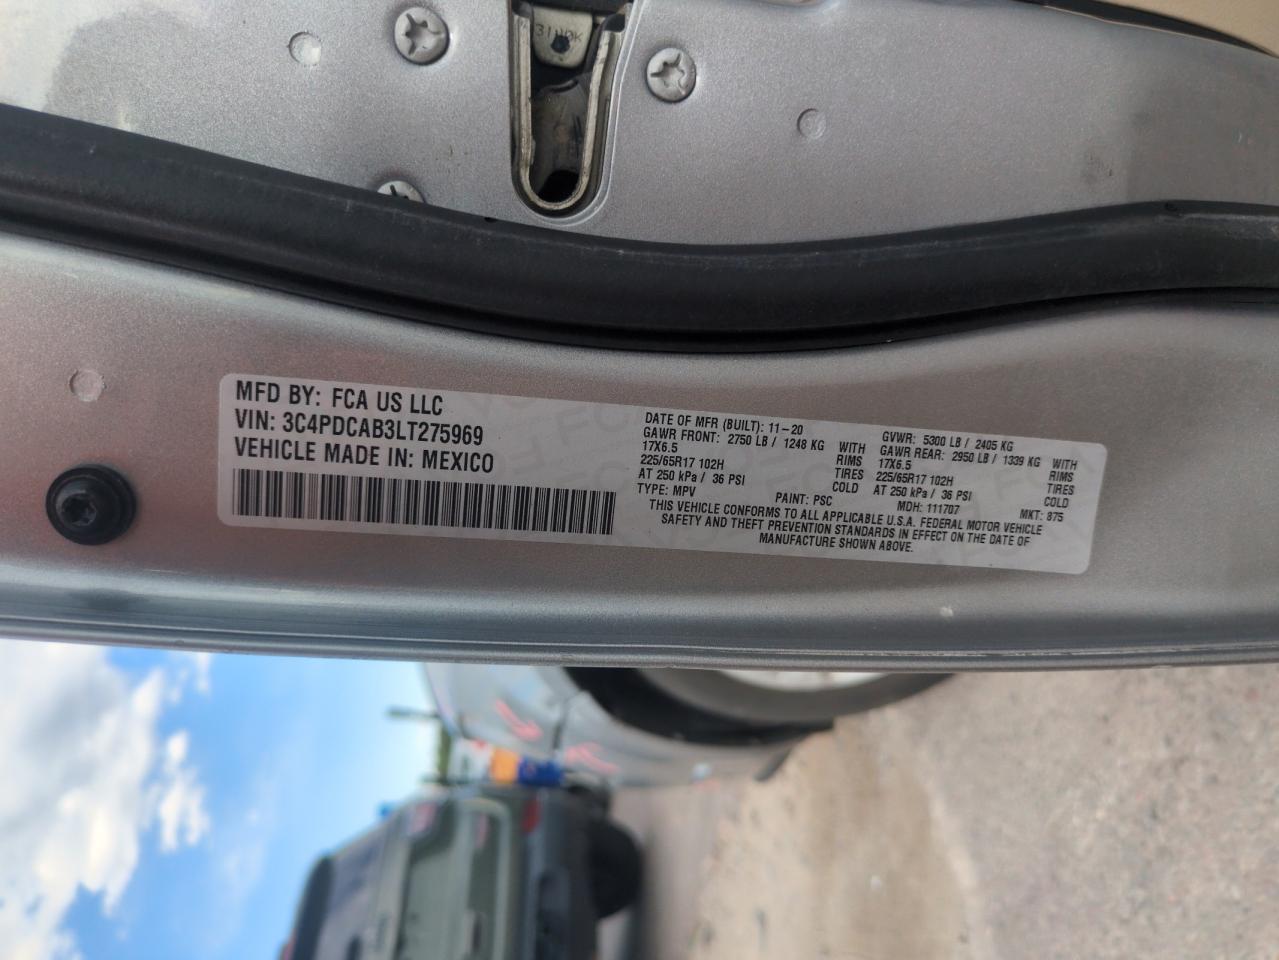 31110K
MFD BY: FCA US LLC
VIN: 3C4PDCAB3LT275969
VEHICLE MADE IN: MEXICO
DATE OF MFR (BUILT): 11-20 GVWR: 5300 LB / 2405 KG
GAWR FRONT: 2750 LB / 1248 KG WITH GAWR REAR: 2950 LB / 1339 KG WITH
17X6.5 RIMS 17X6.5 RIMS
225/65R17 102H TIRES 225/65R17 102H TIRES
AT 250 kPa / 36 PSI COLD AT 250 kPa / 36 PSI COLD
TYPE: MPV PAINT: PSC MDH: 111707 MKT: 875
THIS VEHICLE CONFORMS TO ALL APPLICABLE U.S.A. FEDERAL MOTOR VEHICLE
SAFETY AND THEFT PREVENTION STANDARDS IN EFFECT ON THE DATE OF
MANUFACTURE SHOWN ABOVE.